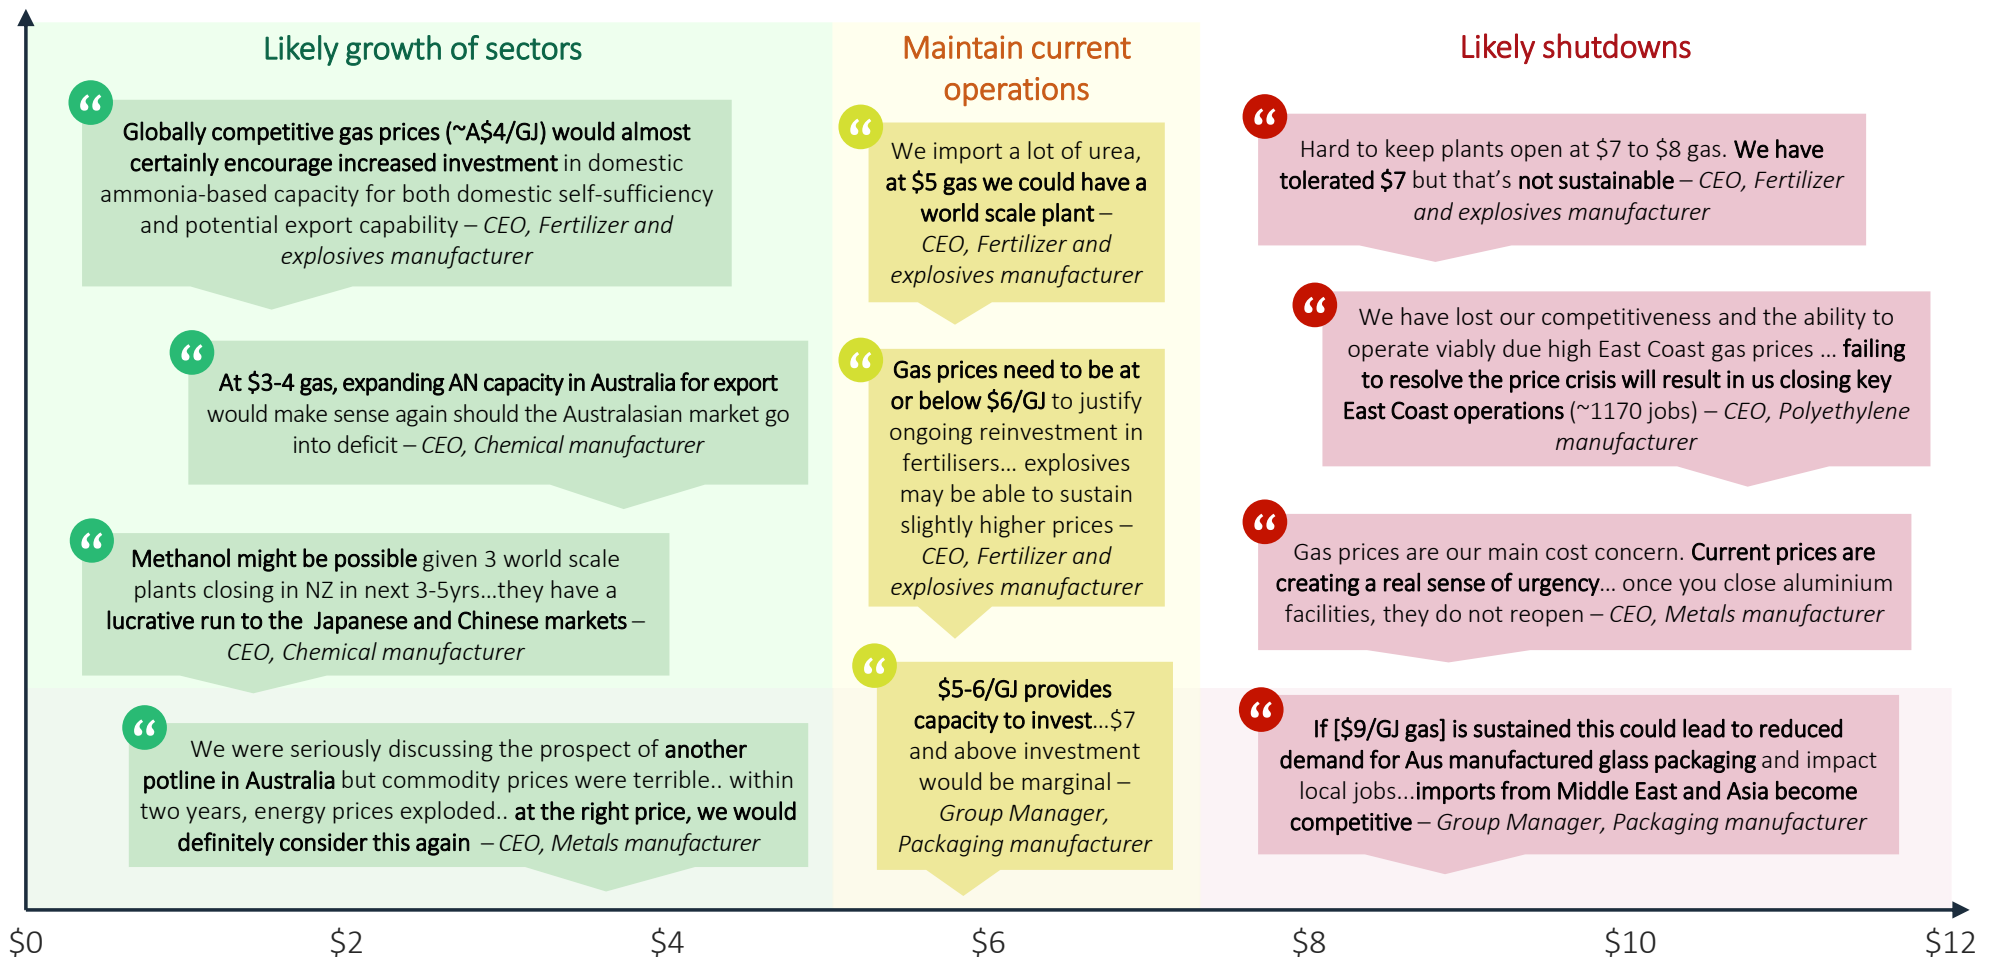 Likely growth of sectors
“
Globally competitive gas prices (~A$4/GJ) would almost
certainly encourage increased investment in domestic
ammonia-based capacity for both domestic self-sufficiency
and potential export capability – CEO, Fertilizer and
explosives manufacturer
“
At $3-4 gas, expanding AN capacity in Australia for export
would make sense again should the Australasian market go
into deficit – CEO, Chemical manufacturer
“
Methanol might be possible given 3 world scale
plants closing in NZ in next 3-5yrs…they have a
lucrative run to the  Japanese and Chinese markets –
CEO, Chemical manufacturer
“
We were seriously discussing the prospect of another
potline in Australia but commodity prices were terrible.. within
two years, energy prices exploded.. at the right price, we would
definitely consider this again  – CEO, Metals manufacturer
Maintain current
operations
“
We import a lot of urea,
at $5 gas we could have a
world scale plant –
CEO, Fertilizer and
explosives manufacturer
“
Gas prices need to be at
or below $6/GJ to justify
ongoing reinvestment in
fertilisers… explosives
may be able to sustain
slightly higher prices –
CEO, Fertilizer and
explosives manufacturer
“
$5-6/GJ provides
capacity to invest…$7
and above investment
would be marginal –
Group Manager,
Packaging manufacturer
Likely shutdowns
“
Hard to keep plants open at $7 to $8 gas. We have
tolerated $7 but that’s not sustainable – CEO, Fertilizer
and explosives manufacturer
“
We have lost our competitiveness and the ability to
operate viably due high East Coast gas prices … failing
to resolve the price crisis will result in us closing key
East Coast operations (~1170 jobs) – CEO, Polyethylene
manufacturer
“
Gas prices are our main cost concern. Current prices are
creating a real sense of urgency… once you close aluminium
facilities, they do not reopen – CEO, Metals manufacturer
“
If [$9/GJ gas] is sustained this could lead to reduced
demand for Aus manufactured glass packaging and impact
local jobs…imports from Middle East and Asia become
competitive – Group Manager, Packaging manufacturer
$0 $2 $4 $6 $8 $10 $12